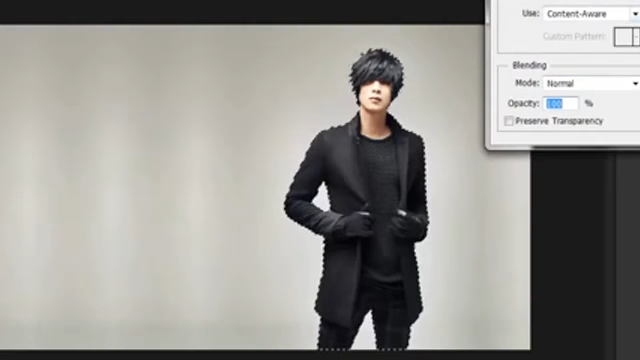 Use: Content-Aware
Custom Pattern:
Blending
Mode: Normal
Opacity: 100 %
Preserve Transparency